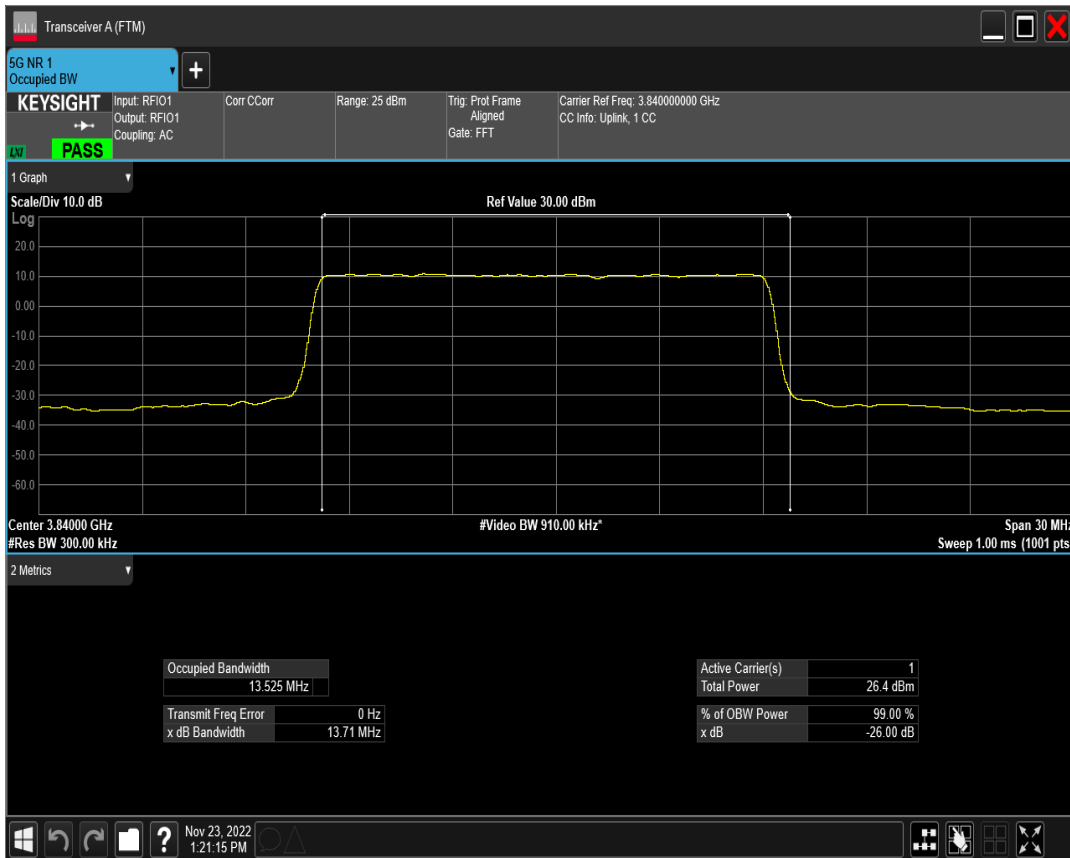 Transceiver A (FTM)
5G NR 1
Occupied BW
+
KEYSIGHT
LXI
PASS
Input: RFIO1
Output: RFIO1
Coupling: AC
Corr CCorr
Range: 25 dBm
Trig: Prot Frame
Aligned
Gate: FFT
Carrier Ref Freq: 3.840000000 GHz
CC Info: Uplink, 1 CC
1 Graph
Scale/Div 10.0 dB
Ref Value 30.00 dBm
Log
20.0
10.0
0.00
-10.0
-20.0
-30.0
-40.0
-50.0
-60.0
Center 3.84000 GHz
#Video BW 910.00 kHz*
Span 30 MHz
#Res BW 300.00 kHz
Sweep 1.00 ms (1001 pts
2 Metrics
Occupied Bandwidth
13.525 MHz
Transmit Freq Error 0 Hz
x dB Bandwidth 13.71 MHz
Active Carrier(s) 1
Total Power 26.4 dBm
% of OBW Power 99.00 %
x dB -26.00 dB
?
Nov 23, 2022
1:21:15 PM